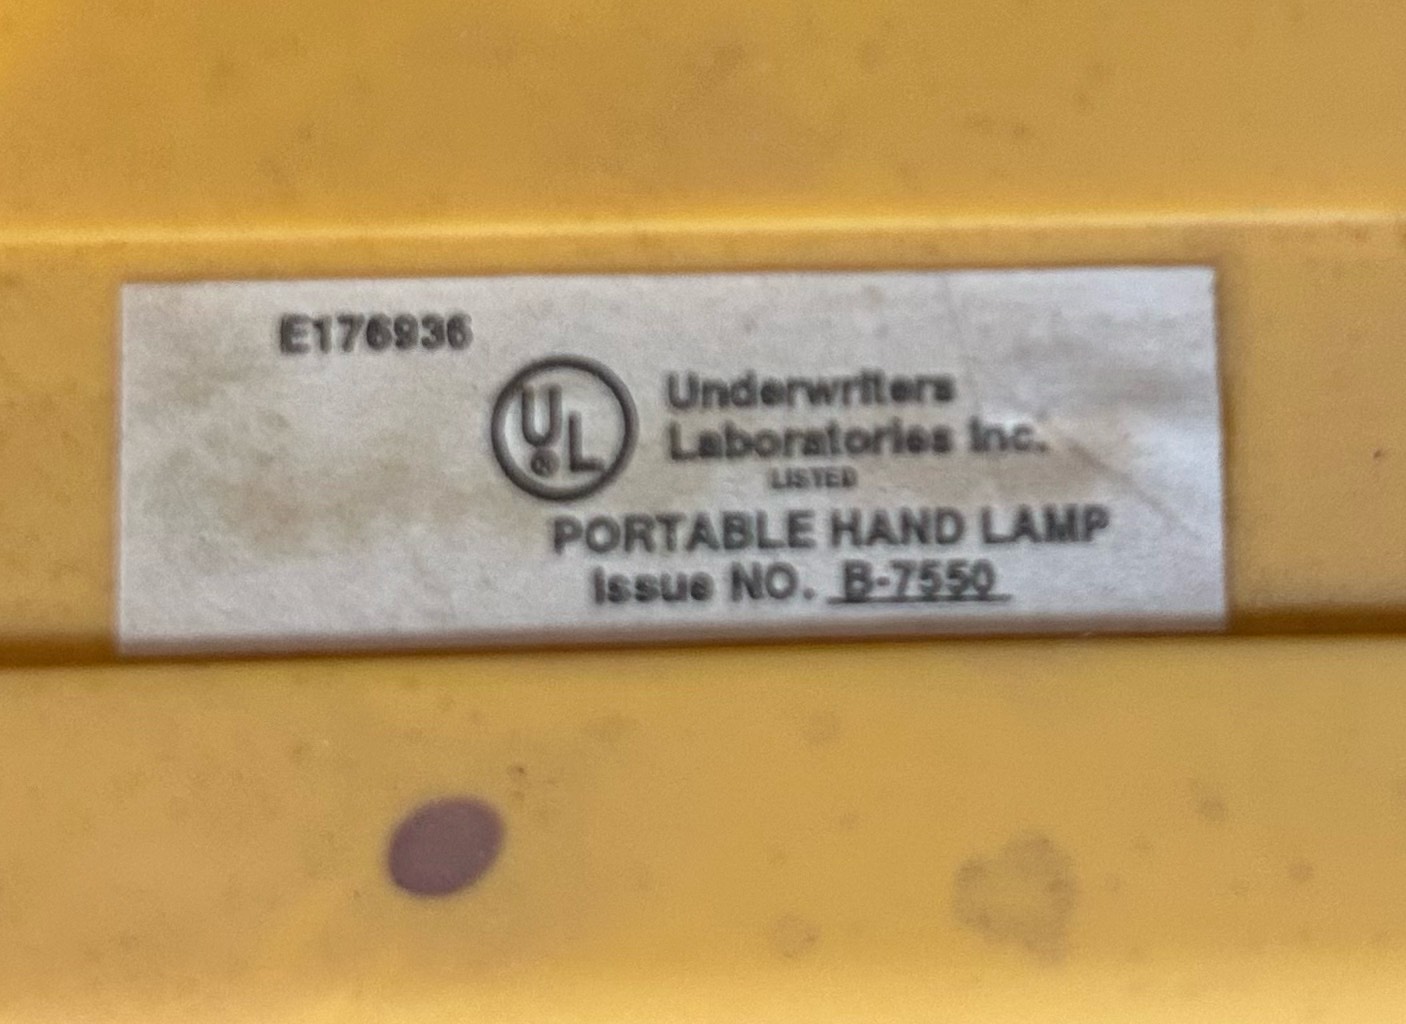 E176936
UL®
Underwriters
Laboratories Inc.
LISTED
PORTABLE HAND LAMP
Issue NO. B-7550